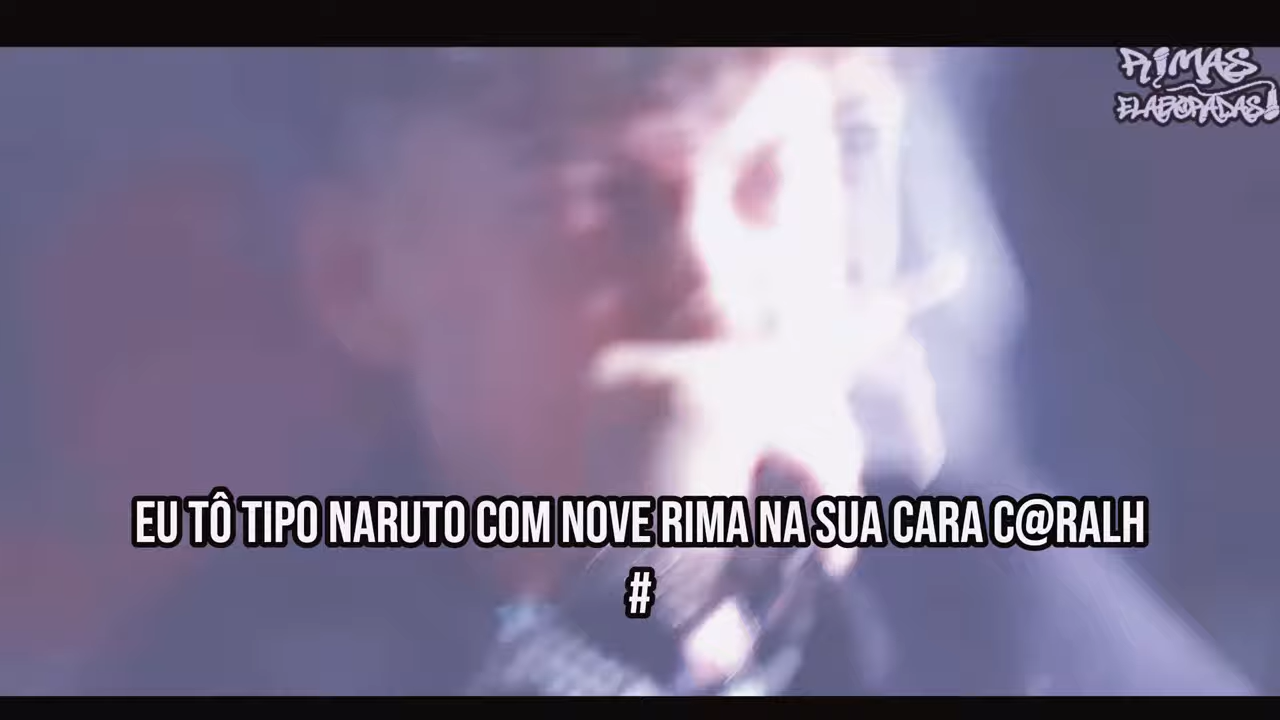 RIMAS
ELABORADAS!
EU TÔ TIPO NARUTO COM NOVE RIMA NA SUA CARA C@RALH
#